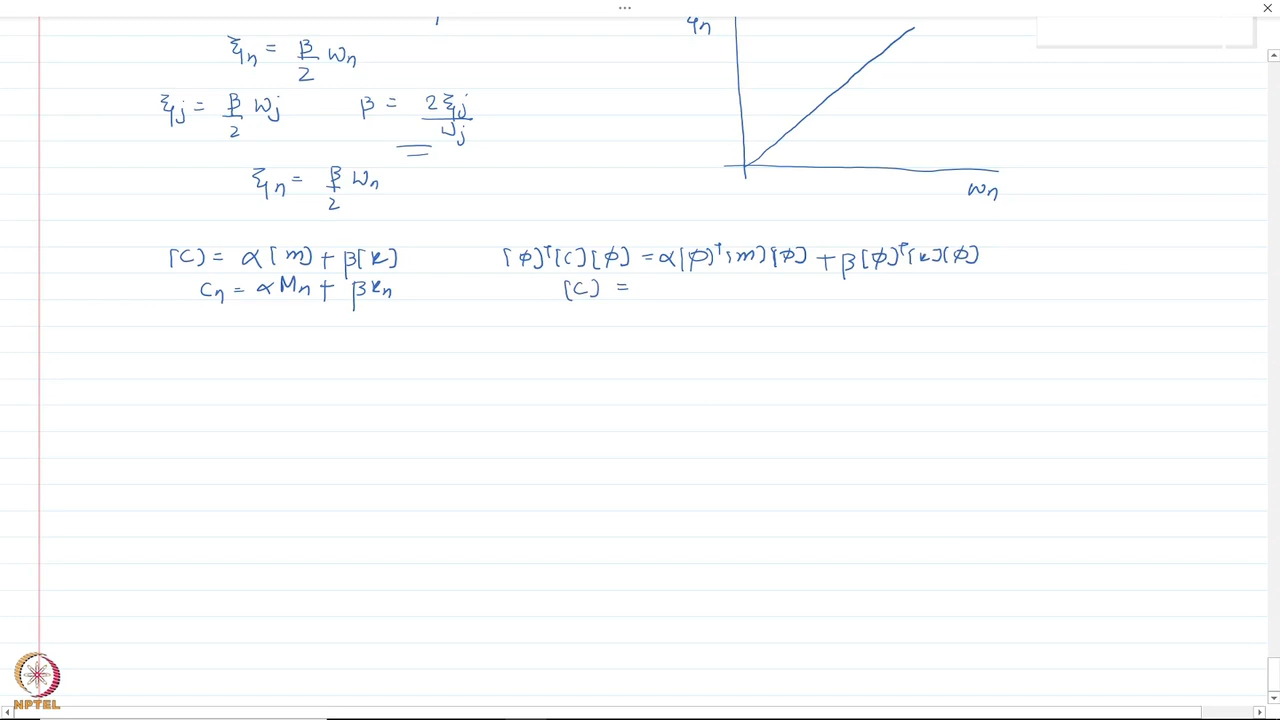 ξn = β/2 ωn
ξj = β/2 ωj β = 2ξj/ωj
ξn = β/2 ωn
ξn
ωn
[C] = α[m] + β[k] [ϕ]ᵀ[C][ϕ] = α[ϕ]ᵀ[m][ϕ] + β[ϕ]ᵀ[k][ϕ]
Cn = αMn + βkn [C] =
NPTEL